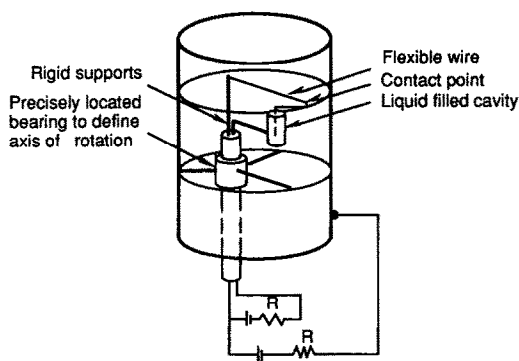 Rigid supports
Precisely located
bearing to define
axis of rotation
Flexible wire
Contact point
Liquid filled cavity
R
R